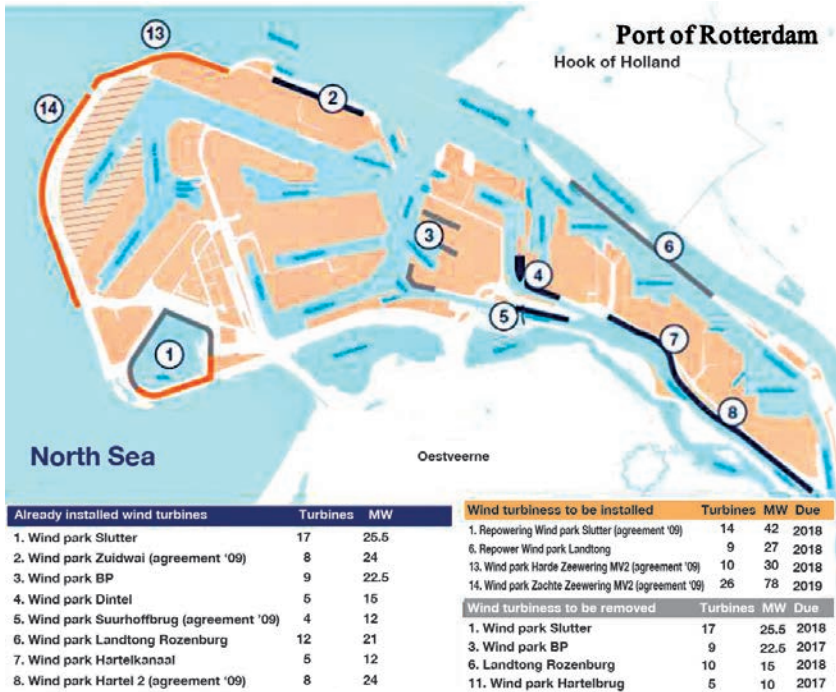 13
Port of Rotterdam
Hook of Holland
14
2
3
6
4
5
1
7
8
North Sea
Oestveerne
Already installed wind turbines Turbines MW
1. Wind park Slutter 17 25.5
2. Wind park Zuidwai (agreement '09) 8 24
3. Wind park BP 9 22.5
4. Wind park Dintel 5 15
5. Wind park Suurhoffbrug (agreement '09) 4 12
6. Wind park Landtong Rozenburg 12 21
7. Wind park Hartelkanaal 5 12
8. Wind park Hartel 2 (agreement '09) 8 24
Wind turbiness to be installed Turbines MW Due
1. Repowering Wind park Slutter (agreement '09) 14 42 2018
6. Repower Wind park Landtong 9 27 2018
13. Wind park Harde Zeewering MV2 (agreement '09) 10 30 2018
14. Wind park Zachte Zeewering MV2 (agreement '09) 26 78 2019
Wind turbiness to be removed Turbines MW Due
1. Wind park Slutter 17 25.5 2018
3. Wind park BP 9 22.5 2017
6. Landtong Rozenburg 10 15 2018
11. Wind park Hartelbrug 5 10 2017